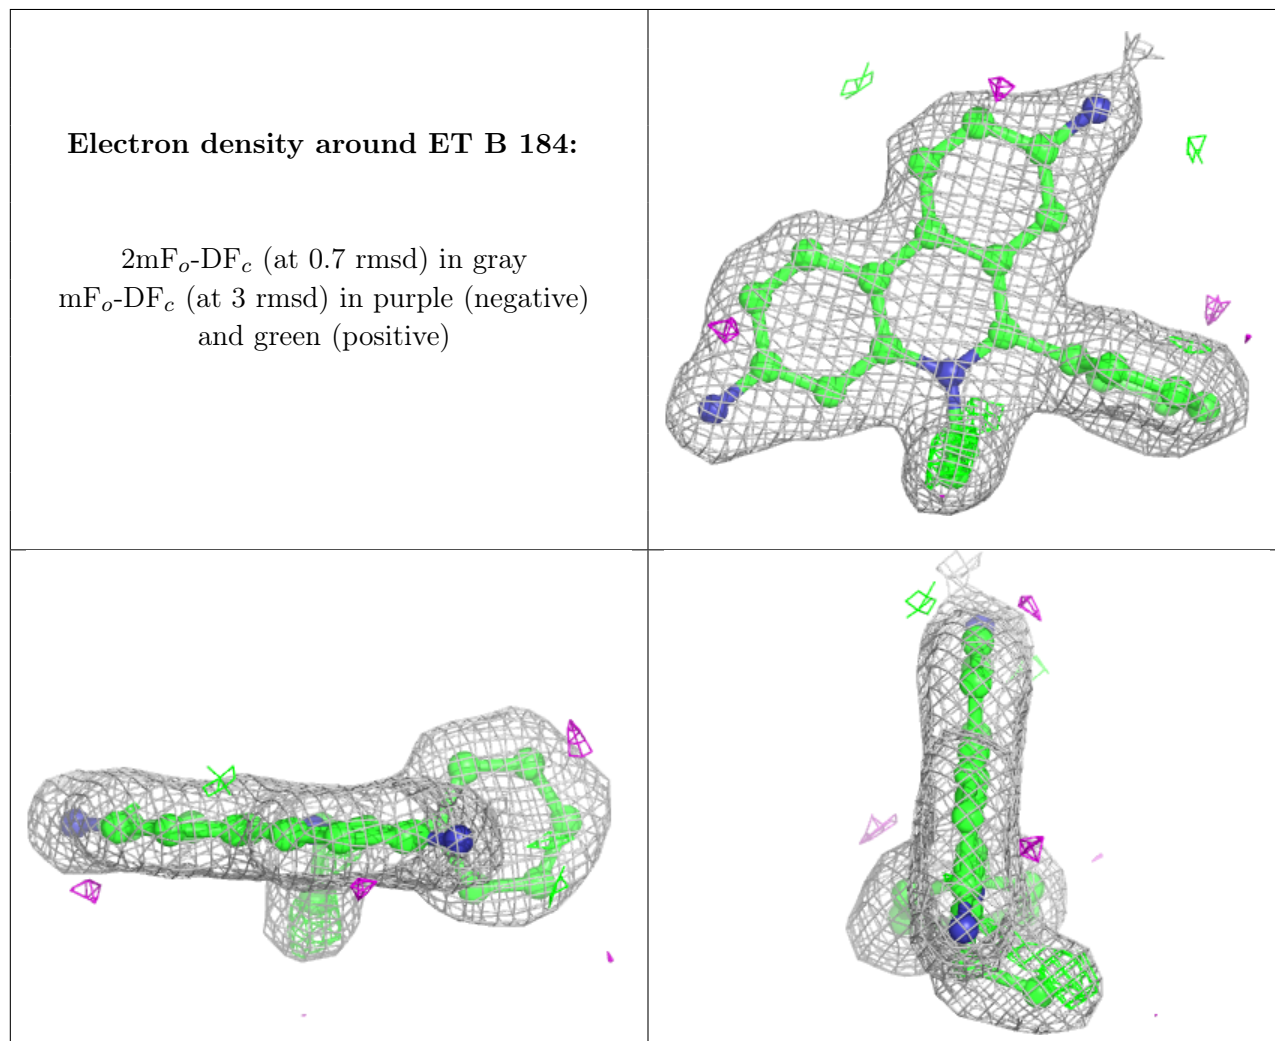 Electron density around ET B 184:
2mFo-DFc (at 0.7 rmsd) in gray
mFo-DFc (at 3 rmsd) in purple (negative)
and green (positive)